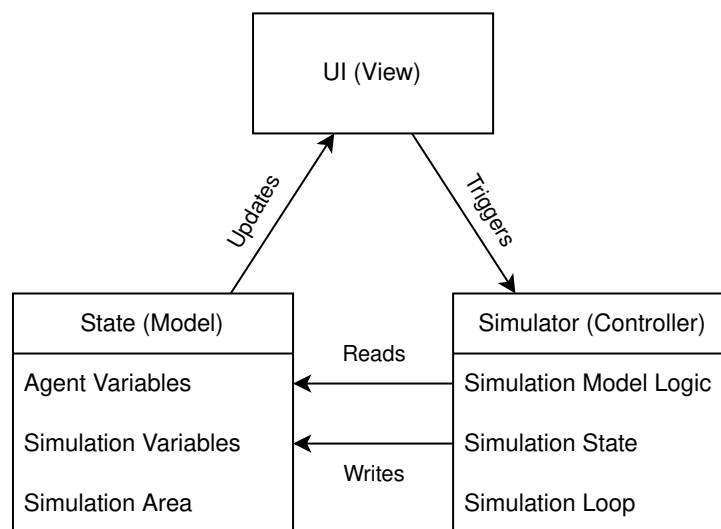 UI (View)
Updates
Triggers
State (Model)
Agent Variables
Simulation Variables
Simulation Area
Reads
Writes
Simulator (Controller)
Simulation Model Logic
Simulation State
Simulation Loop